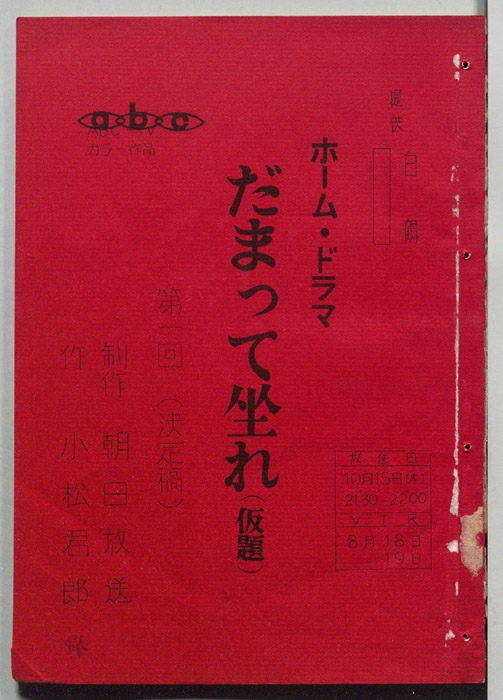 提供
白鶴
ホーム・ドラマ
だまって坐れ(仮題)
第一回(決定稿)
制作 朝日放送
作 小松君郎
abc
ABC TV
カラー作品
放送日
10月15日(木)
21:30-22:00
VTR
8月18日
19日